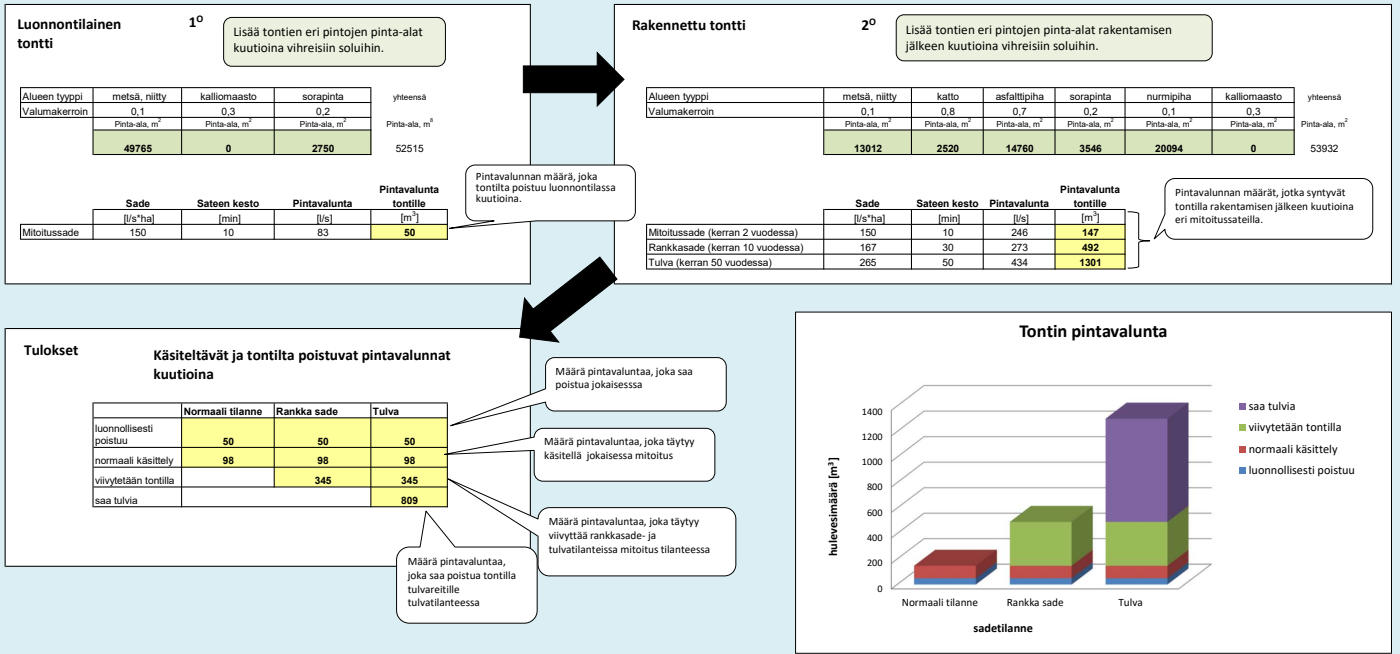 Luonnontilainen
tontti
1⁰
Lisää tontien eri pintojen pinta-alat
kuutioina vihreisiin soluihin.
Alueen tyyppi metsä, niitty kalliomaasto sorapinta yhteensä
Valumakerroin 0,1 0,3 0,2
Pinta-ala, m² Pinta-ala, m² Pinta-ala, m² Pinta-ala, m²
49765 0 2750 52515
Pintavalunnan määrä, joka
tontilta poistuu luonnontilassa
kuutioina.
Pintavalunta
Sade Sateen kesto Pintavalunta tontille
[l/s*ha] [min] [l/s] [m³]
Mitoitussade 150 10 83 50
Rakennettu tontti
2⁰
Lisää tontien eri pintojen pinta-alat rakentamisen
jälkeen kuutioina vihreisiin soluihin.
Alueen tyyppi metsä, niitty katto asfalttipiha sorapinta nurmipiha kalliomaasto yhteensä
Valumakerroin 0,1 0,8 0,7 0,2 0,1 0,3
Pinta-ala, m² Pinta-ala, m² Pinta-ala, m² Pinta-ala, m² Pinta-ala, m² Pinta-ala, m² Pinta-ala, m²
13012 2520 14760 3546 20094 0 53932
Pintavalunta
Sade Sateen kesto Pintavalunta tontille
[l/s*ha] [min] [l/s] [m³]
Mitoitussade (kerran 2 vuodessa) 150 10 246 147
Rankkasade (kerran 10 vuodessa) 167 30 273 492
Tulva (kerran 50 vuodessa) 265 50 434 1301
Pintavalunnan määrät, jotka syntyvät
tontilla rakentamisen jälkeen kuutioina
eri mitoitussateilla.
Tulokset
Käsiteltävät ja tontilta poistuvat pintavalunnat
kuutioina
Normaali tilanne Rankka sade Tulva
luonnollisesti
poistuu 50 50 50
normaali käsittely 98 98 98
viivytetään tontilla 345 345
saa tulvia 809
Määrä pintavaluntaa, joka saa
poistua jokaisesssa
Määrä pintavaluntaa, joka täytyy
käsitellä jokaisessa mitoitus
Määrä pintavaluntaa, joka täytyy
viivyttää rankkasade- ja
tulvatilanteissa mitoitus tilanteessa
Määrä pintavaluntaa,
joka saa poistua tontilla
tulvareitille
tulvatilanteessa
Tontin pintavalunta
hulevesimäärä [m³]
1400
1200
1000
800
600
400
200
0
Normaali tilanne Rankka sade Tulva
sadetilanne
saa tulvia
viivytetään tontilla
normaali käsittely
luonnollisesti poistuu